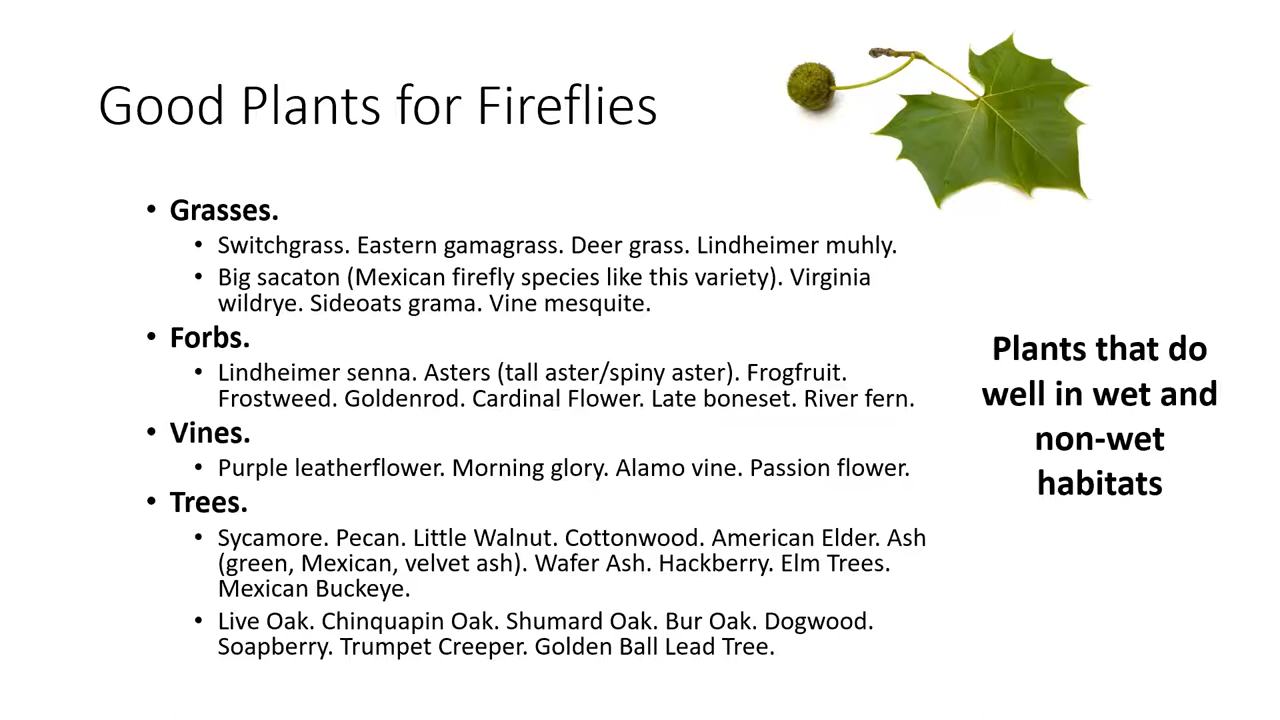 Good Plants for Fireflies
• Grasses.
• Switchgrass. Eastern gamagrass. Deer grass. Lindheimer muhly.
• Big sacaton (Mexican firefly species like this variety). Virginia
wildrye. Sideoats grama. Vine mesquite.
• Forbs.
• Lindheimer senna. Asters (tall aster/spiny aster). Frogfruit.
Frostweed. Goldenrod. Cardinal Flower. Late boneset. River fern.
• Vines.
• Purple leatherflower. Morning glory. Alamo vine. Passion flower.
• Trees.
• Sycamore. Pecan. Little Walnut. Cottonwood. American Elder. Ash
(green, Mexican, velvet ash). Wafer Ash. Hackberry. Elm Trees.
Mexican Buckeye.
• Live Oak. Chinquapin Oak. Shumard Oak. Bur Oak. Dogwood.
Soapberry. Trumpet Creeper. Golden Ball Lead Tree.
Plants that do
well in wet and
non-wet
habitats